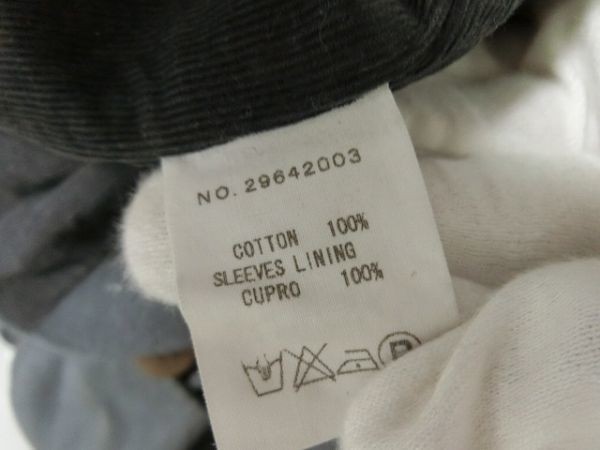 NO. 29642003
COTTON 100%
SLEEVES LINING
CUPRO 100%
P